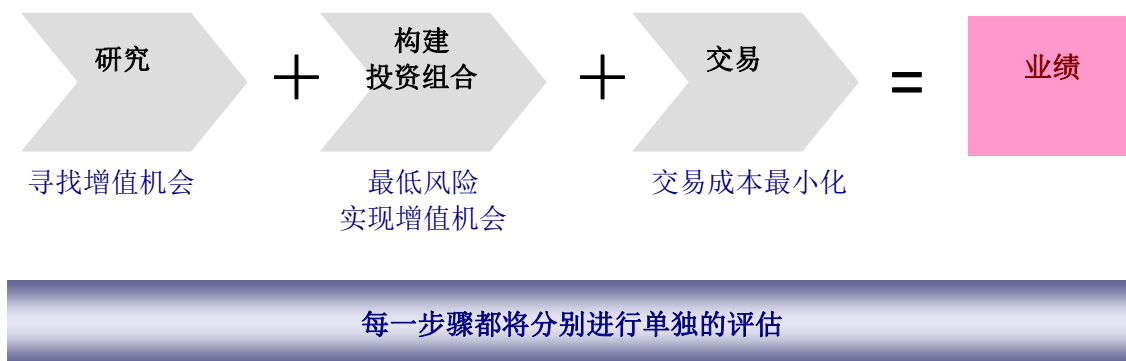 研究
+
构建
投资组合
+
交易
=
业绩
寻找增值机会
最低风险
实现增值机会
交易成本最小化
每一步骤都将分别进行单独的评估